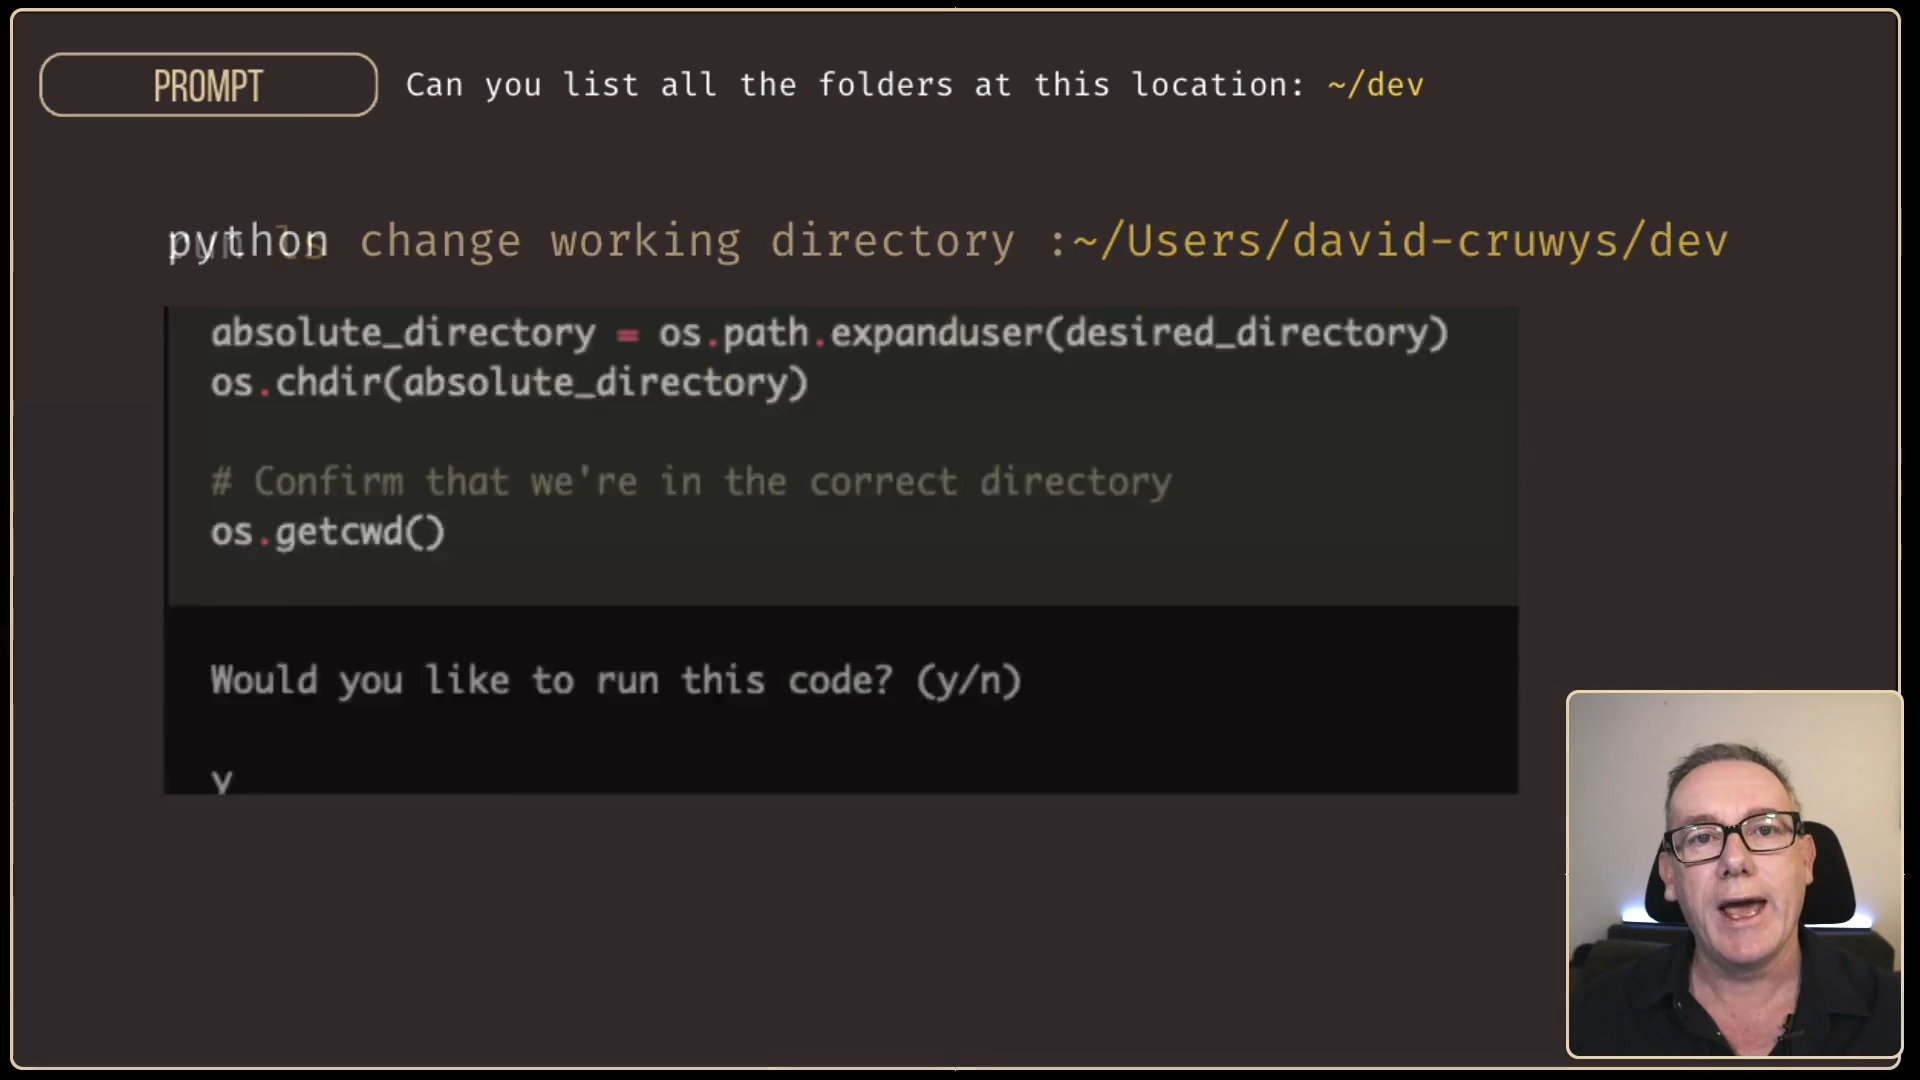 PROMPT
Can you list all the folders at this location: ~/dev
python change working directory :~/Users/david-cruwys/dev
absolute_directory = os.path.expanduser(desired_directory)
os.chdir(absolute_directory)
# Confirm that we're in the correct directory
os.getcwd()
Would you like to run this code? (y/n)
y